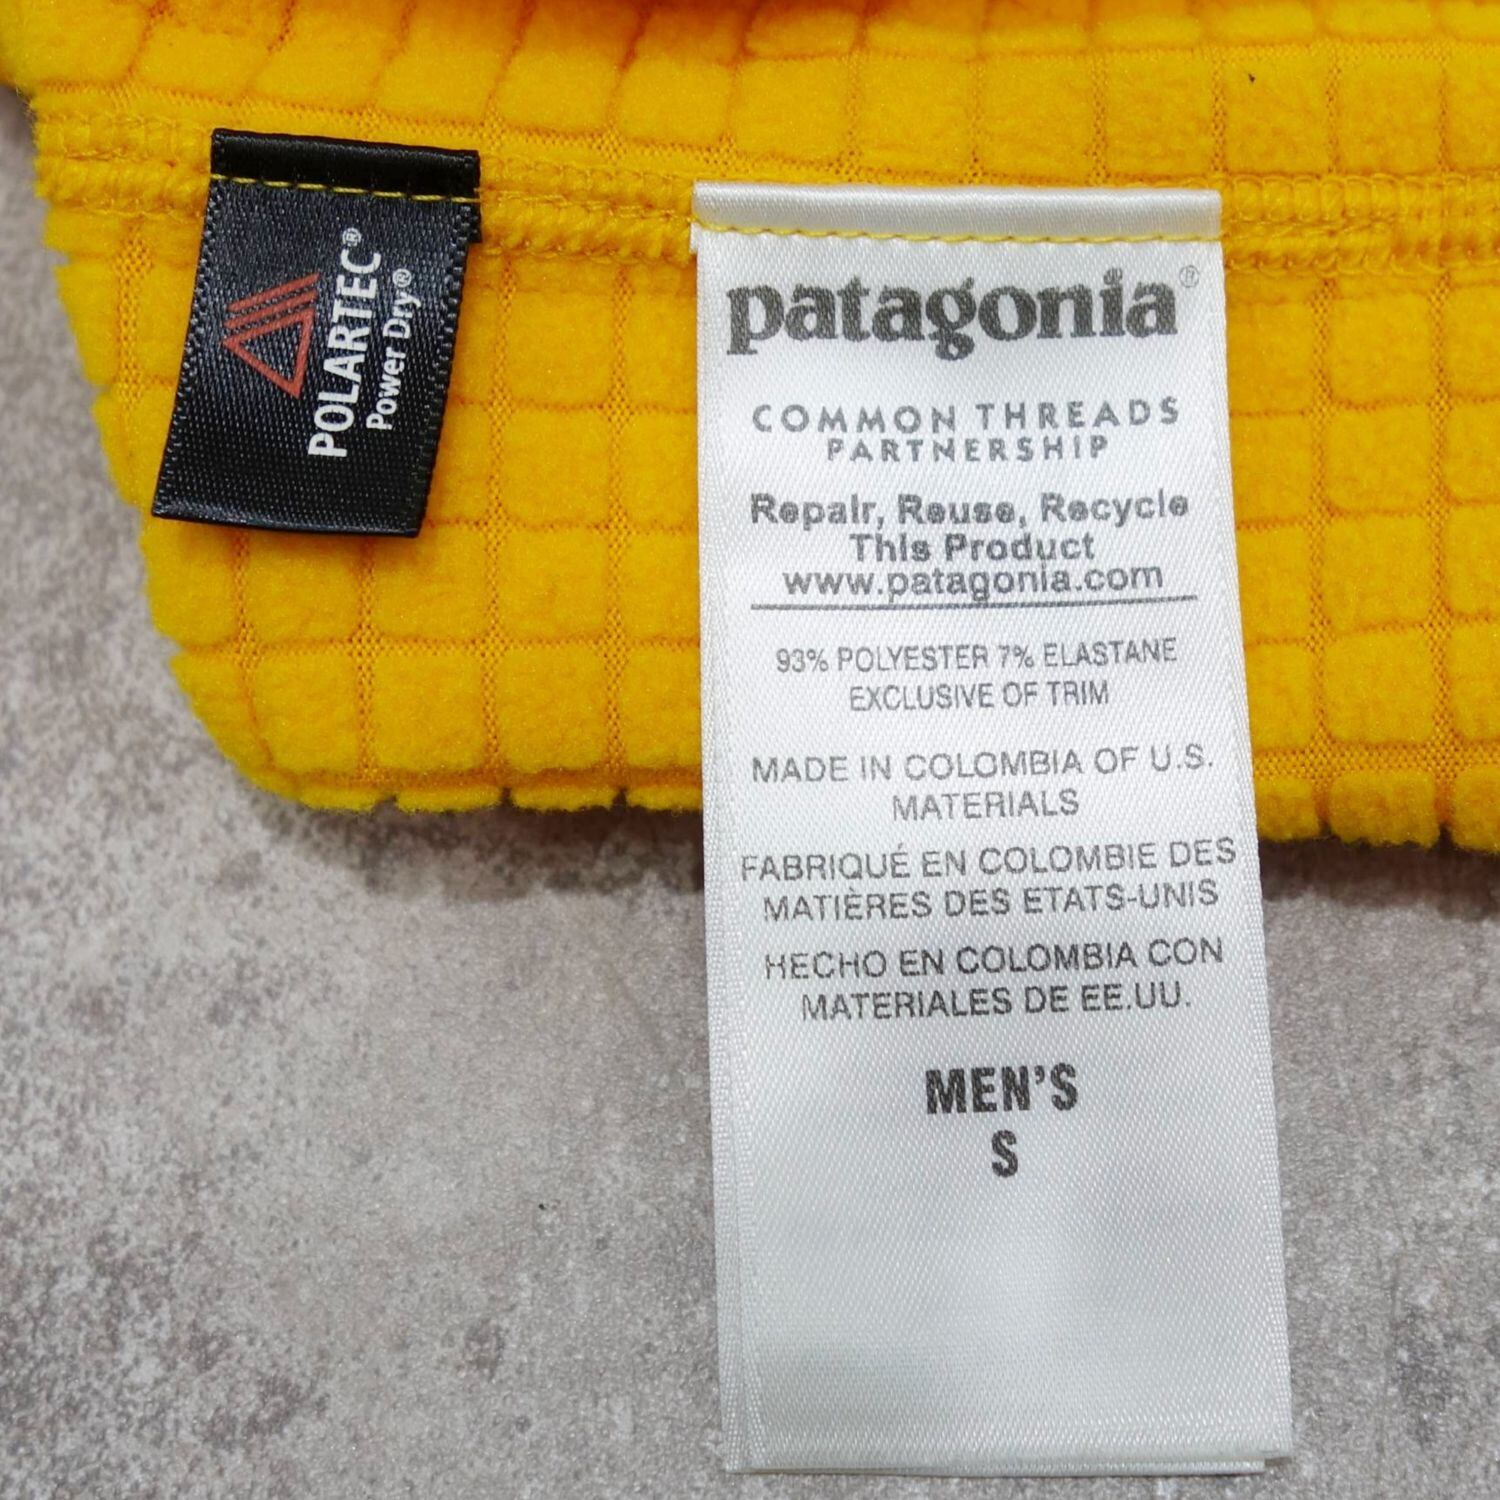 POLARTEC®
Power Dry®
patagonia®
COMMON THREADS
PARTNERSHIP
Repair, Reuse, Recycle
This Product
www.patagonia.com
93% POLYESTER 7% ELASTANE
EXCLUSIVE OF TRIM
MADE IN COLOMBIA OF U.S.
MATERIALS
FABRIQUÉ EN COLOMBIE DES
MATIÈRES DES ETATS-UNIS
HECHO EN COLOMBIA CON
MATERIALES DE EE.UU.
MEN'S
S